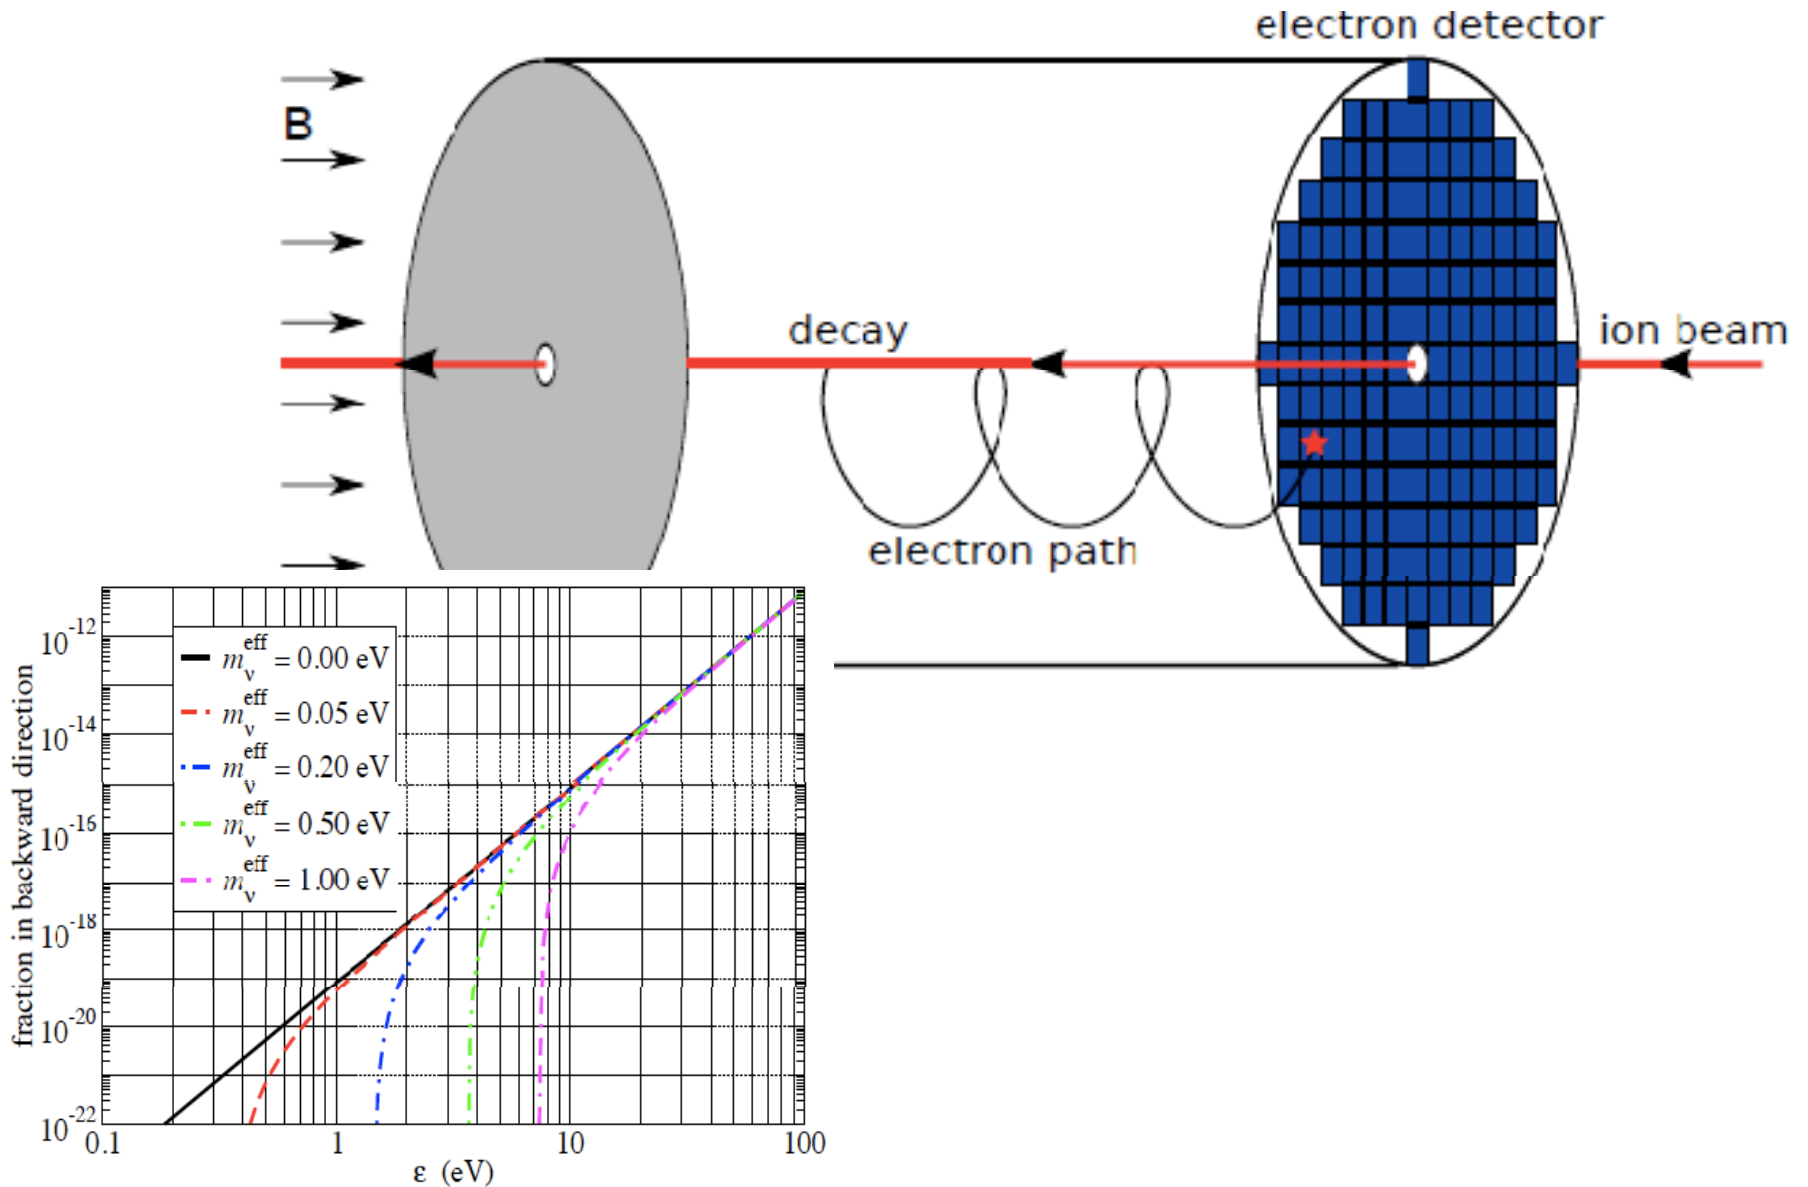 electron detector
B
decay
ion beam
electron path
fraction in backward direction
10⁻¹²
10⁻¹⁴
10⁻¹⁶
10⁻¹⁸
10⁻²⁰
10⁻²²
m_ν^eff = 0.00 eV
m_ν^eff = 0.05 eV
m_ν^eff = 0.20 eV
m_ν^eff = 0.50 eV
m_ν^eff = 1.00 eV
0.1 1 10 100
ε (eV)